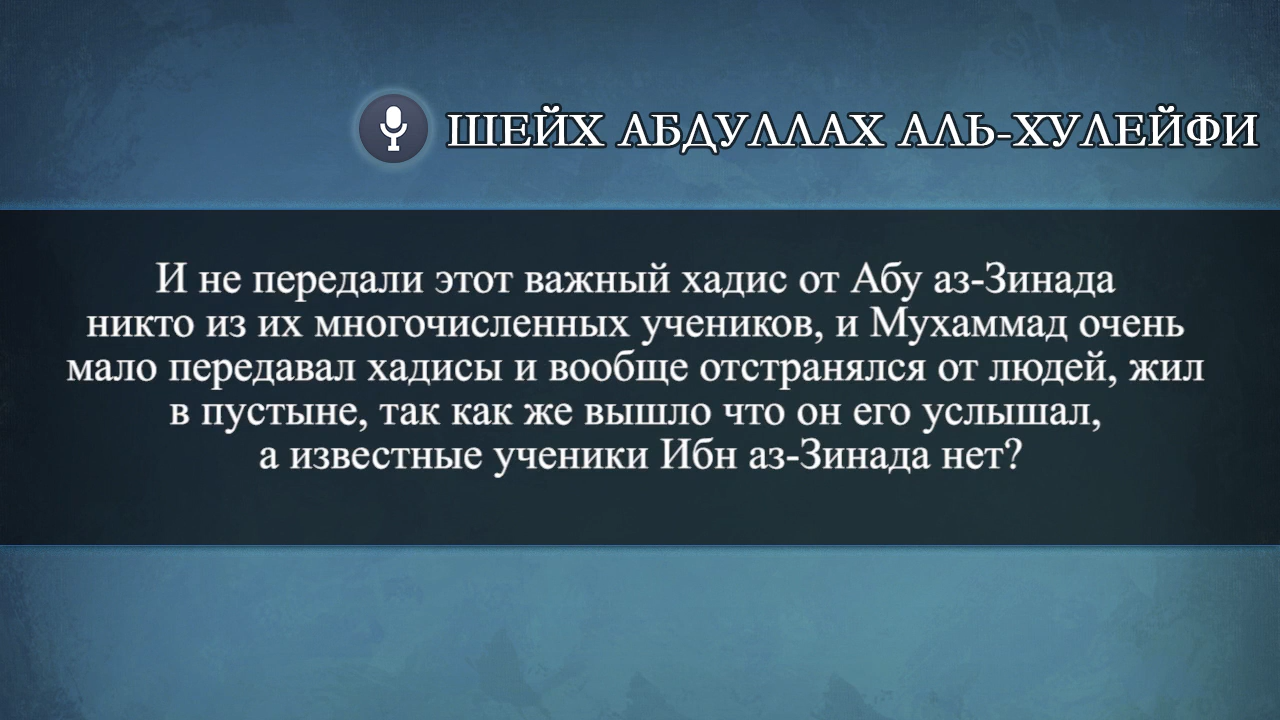 ШЕЙХ АБДУЛЛАХ АЛЬ-ХУЛЕЙФИ
И не передали этот важный хадис от Абу аз-Зинада
никто из их многочисленных учеников, и Мухаммад очень
мало передавал хадисы и вообще отстранялся от людей, жил
в пустыне, так как же вышло что он его услышал,
а известные ученики Ибн аз-Зинада нет?